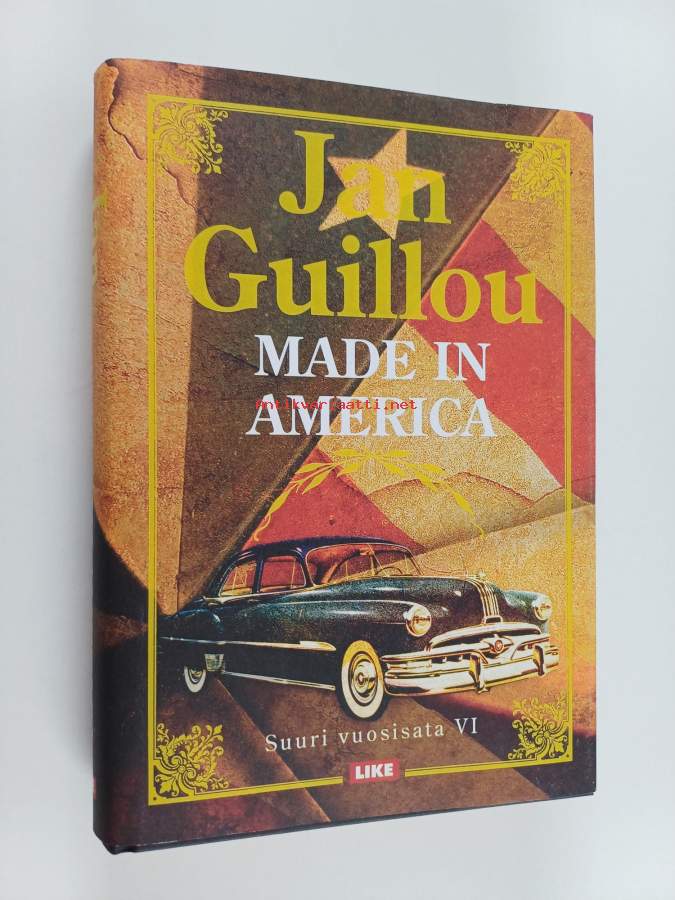 Jan
Guillou
MADE IN
Antikvariaatti.net
AMERICA
Suuri vuosisata VI
LIKE